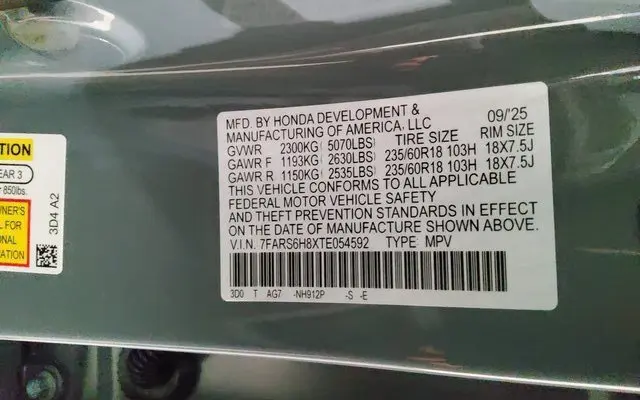 MFD. BY HONDA DEVELOPMENT & 09/'25
MANUFACTURING OF AMERICA, LLC
TIRE SIZE RIM SIZE
GVWR 2300KG( 5070LBS)
GAWR F 1193KG( 2630LBS) 235/60R18 103H 18X7.5J
GAWR R 1150KG( 2535LBS) 235/60R18 103H 18X7.5J
THIS VEHICLE CONFORMS TO ALL APPLICABLE
FEDERAL MOTOR VEHICLE SAFETY
AND THEFT PREVENTION STANDARDS IN EFFECT
ON THE DATE OF MANUFACTURE SHOWN ABOVE.
V.I.N. 7FARS6H8XTE054592 TYPE MPV
3D0 T AG7 -NH912P -S -E
850lbs.
3D4 A2